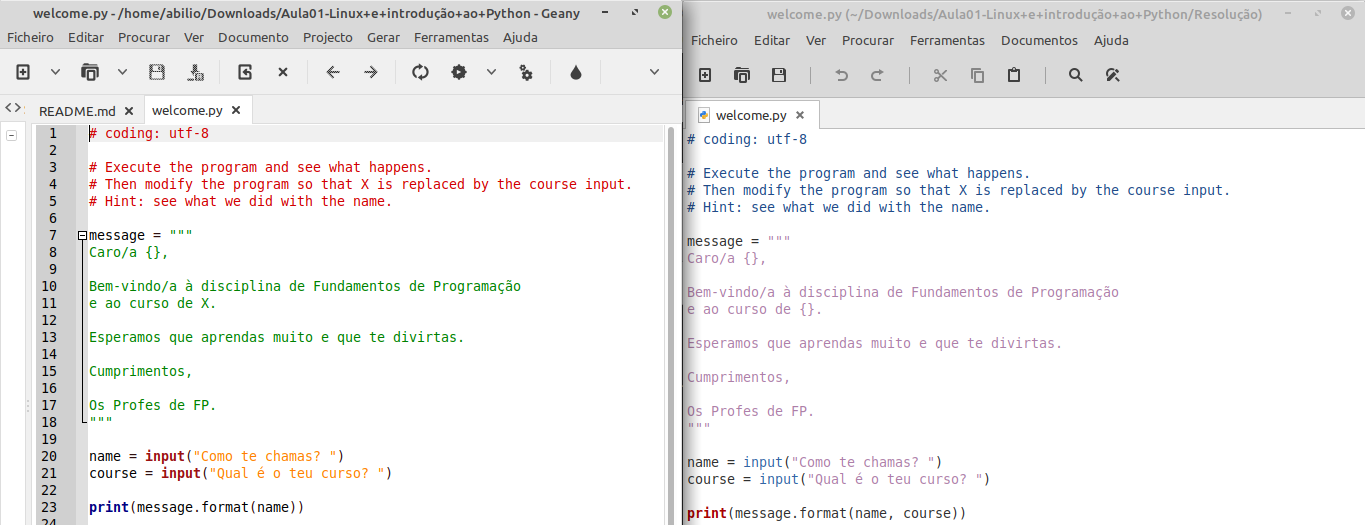 welcome.py - /home/abilio/Downloads/Aula01-Linux+e+introdução+ao+Python - Geany
Ficheiro Editar Procurar Ver Documento Projecto Gerar Ferramentas Ajuda
README.md welcome.py
1 # coding: utf-8
2
3 # Execute the program and see what happens.
4 # Then modify the program so that X is replaced by the course input.
5 # Hint: see what we did with the name.
6
7 message = """
8 Caro/a {},
9
10 Bem-vindo/a à disciplina de Fundamentos de Programação
11 e ao curso de X.
12
13 Esperamos que aprendas muito e que te divirtas.
14
15 Cumprimentos,
16
17 Os Profes de FP.
18 """
19
20 name = input("Como te chamas? ")
21 course = input("Qual é o teu curso? ")
22
23 print(message.format(name))
24
welcome.py (~/Downloads/Aula01-Linux+e+introdução+ao+Python/Resolução)
Ficheiro Editar Ver Procurar Ferramentas Documentos Ajuda
welcome.py
# coding: utf-8
# Execute the program and see what happens.
# Then modify the program so that X is replaced by the course input.
# Hint: see what we did with the name.
message = """
Caro/a {},
Bem-vindo/a à disciplina de Fundamentos de Programação
e ao curso de {}.
Esperamos que aprendas muito e que te divirtas.
Cumprimentos,
Os Profes de FP.
"""
name = input("Como te chamas? ")
course = input("Qual é o teu curso? ")
print(message.format(name, course))